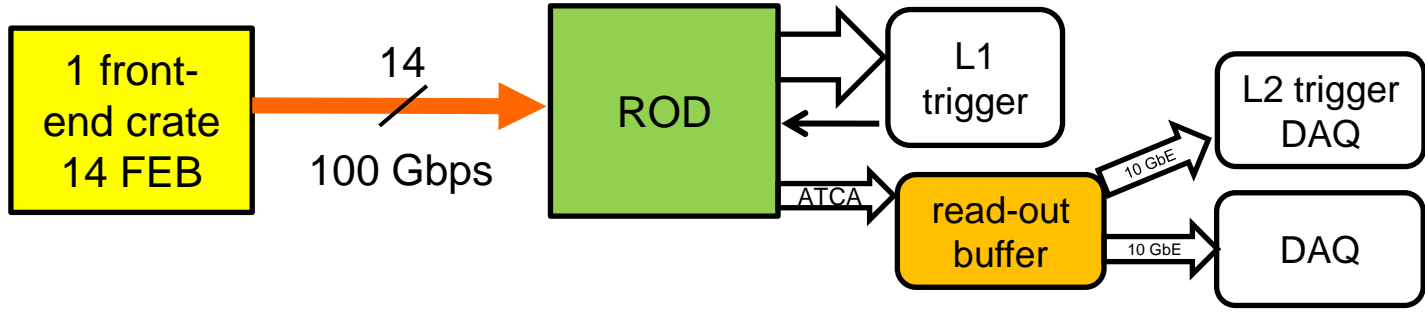 1 front-
end crate
14 FEB
14
100 Gbps
ROD
L1
trigger
ATCA
read-out
buffer
10 GbE
10 GbE
L2 trigger
DAQ
DAQ